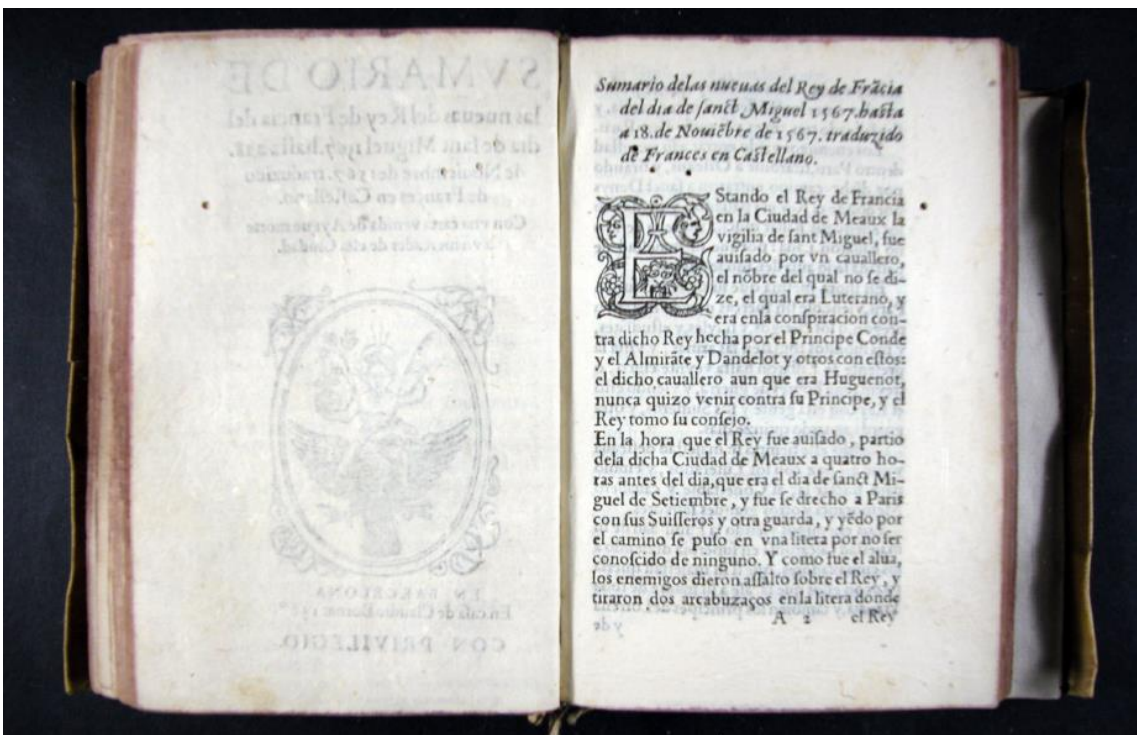 Sumario delas nueuas del Rey de Frãcia
del dia de sanct Miguel 1567. hasta
a 18. de Nouiẽbre de 1567. traduzido
de Frances en Castellano.
EStando el Rey de Francia
en la Ciudad de Meaux la
vigilia de sant Miguel, fue
auisado por vn cauallero,
el nõbre del qual no se di-
ze, el qual era Luterano, y
era enla conspiracion con-
tra dicho Rey hecha por el Principe Conde
y el Almirãte y Dandelot y otros con estos:
el dicho cauallero aun que era Huguenot,
nunca quizo venir contra su Principe, y el
Rey tomo su consejo.
En la hora que el Rey fue auisado, partio
dela dicha Ciudad de Meaux a quatro ho-
ras antes del dia, que era el dia de sanct Mi-
guel de Setiembre, y fue se drecho a Paris
con sus Suisseros y otra guarda, y yẽdo por
el camino se puso en vna litera por no ser
conoscido de ninguno. Y como fue el alua,
los enemigos dieron assalto sobre el Rey, y
tiraron dos arcabuzaços enla litera donde
A 2 el Rey